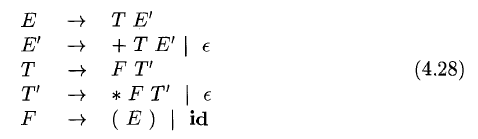 E → T E′
E′ → + T E′ | ϵ
T → F T′ (4.28)
T′ → * F T′ | ϵ
F → ( E ) | id